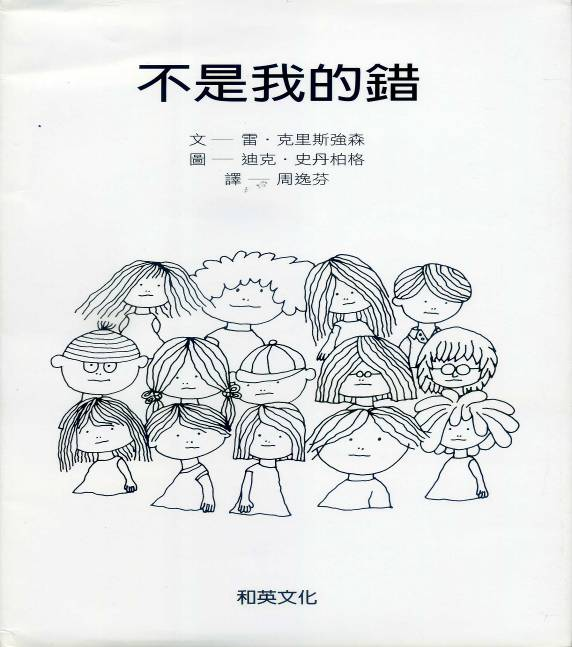 不是我的錯
文 — 雷・克里斯強森
圖 — 迪克・史丹柏格
譯 — 周逸芬
和英文化